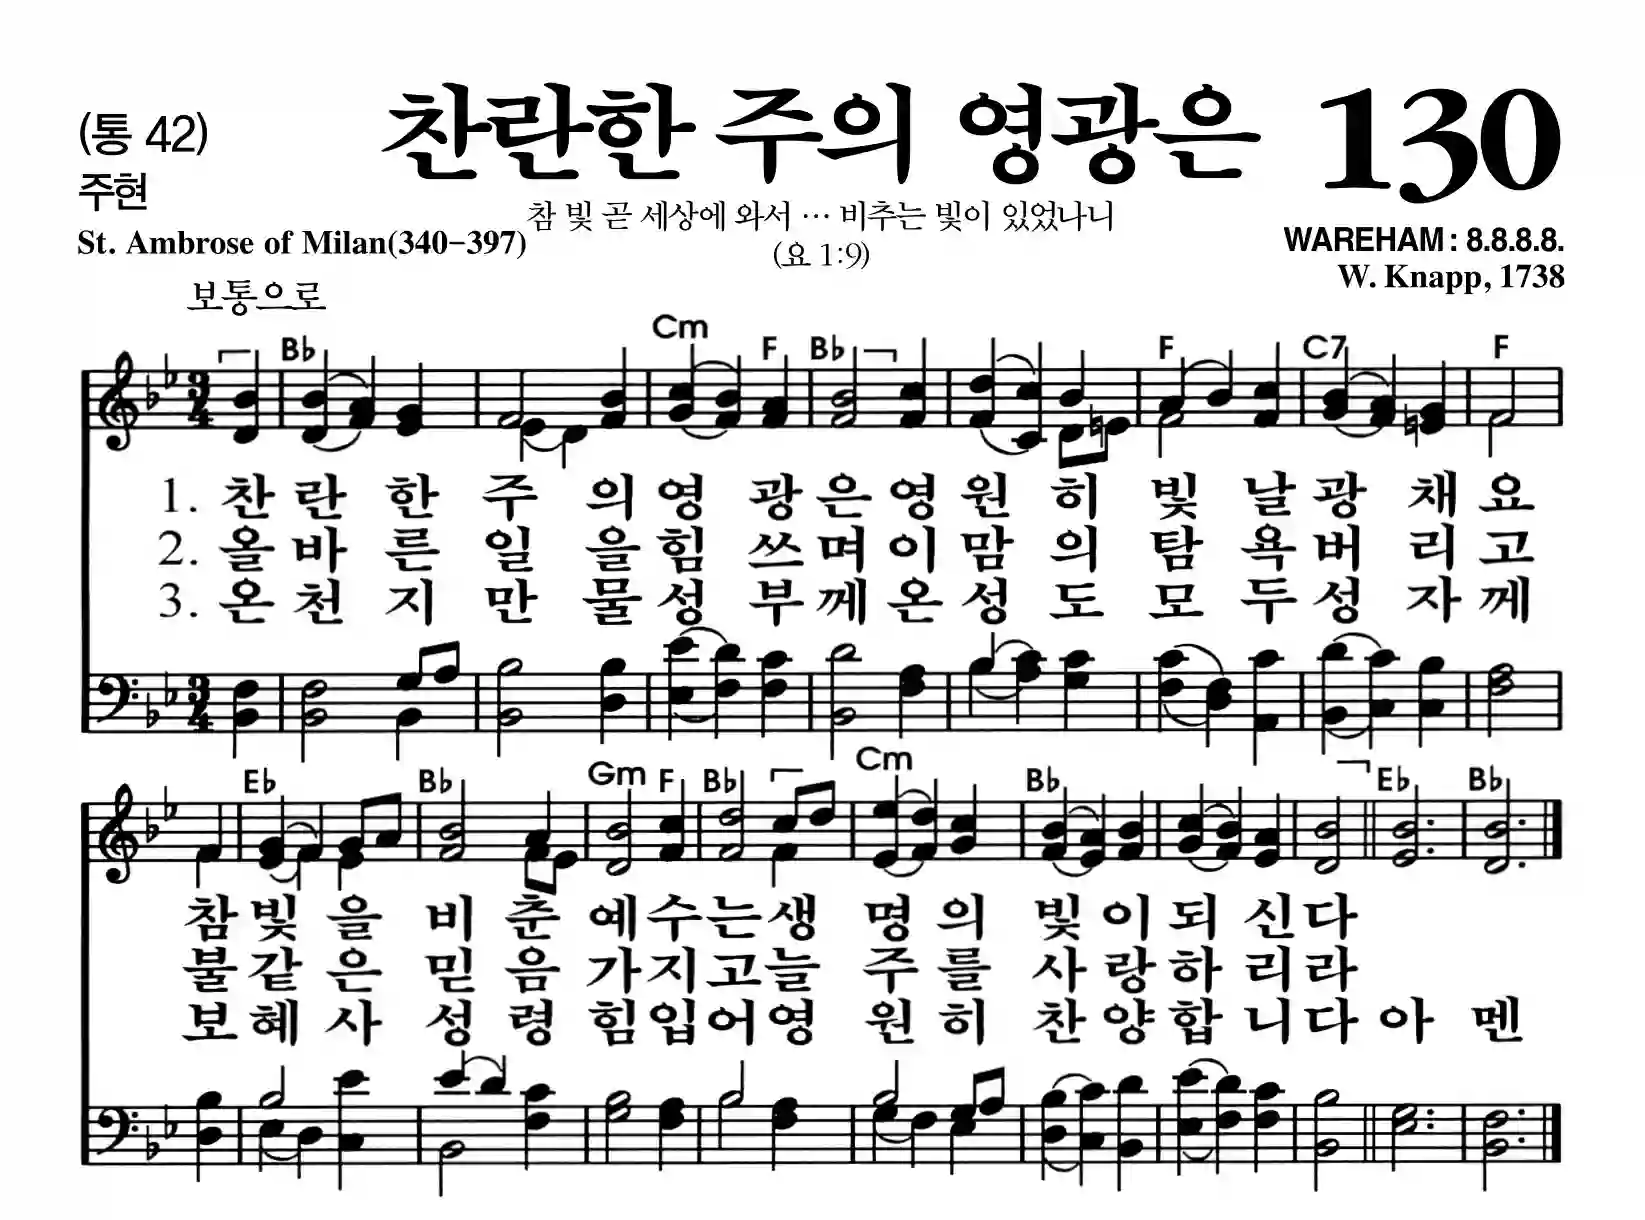 (통 42) 찬란한 주의 영광은 130
주현
참 빛 곧 세상에 와서 … 비추는 빛이 있었나니
St. Ambrose of Milan(340-397) (요 1:9) WAREHAM : 8.8.8.8.
W. Knapp, 1738
보통으로
B♭ Cm F B♭ F C7 F
1. 찬 란 한 주 의 영 광 은 영 원 히 빛 날 광 채 요
2. 올 바 른 일 을 힘 쓰 며 이 맘 의 탐 욕 버 리 고
3. 온 천 지 만 물 성 부 께 온 성 도 모 두 성 자 께
E♭ B♭ Gm F B♭ Cm B♭ E♭ B♭
참 빛 을 비 춘 예 수 는 생 명 의 빛 이 되 신 다
불 같 은 믿 음 가 지 고 늘 주 를 사 랑 하 리 라
보 혜 사 성 령 힘 입 어 영 원 히 찬 양 합 니 다 아 멘